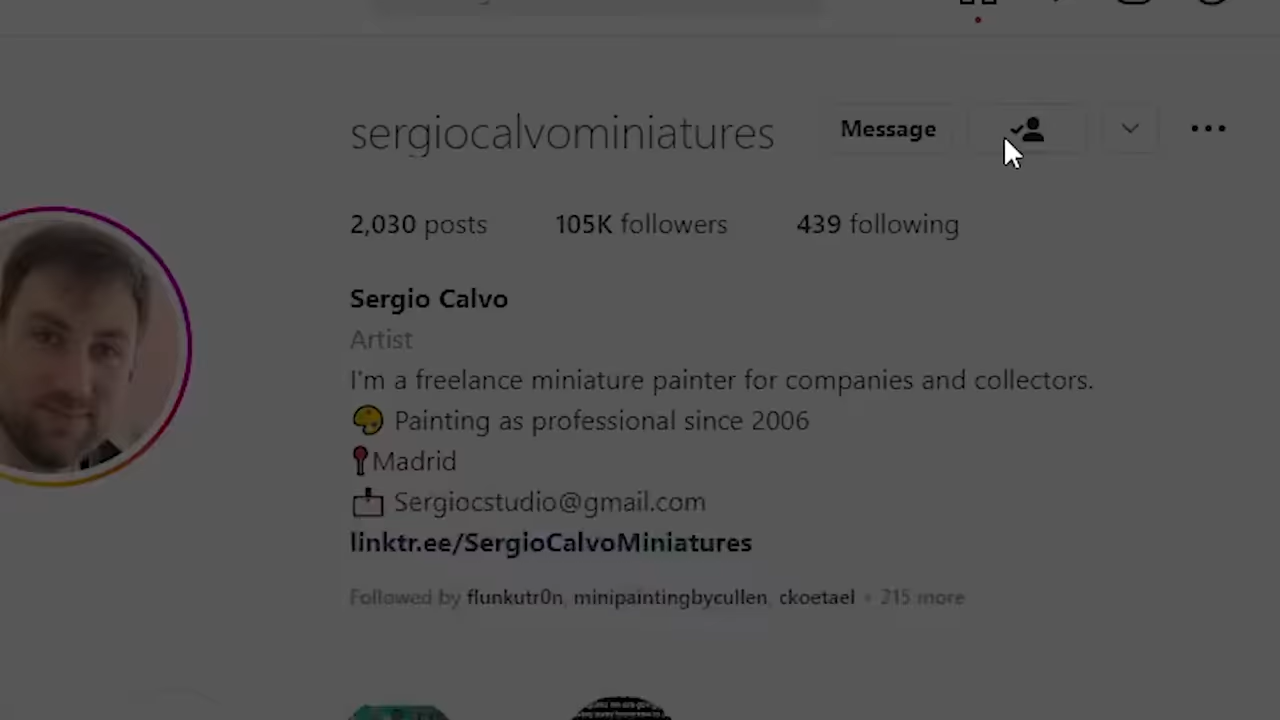 sergiocalvominiatures Message
2,030 posts 105K followers 439 following
Sergio Calvo
Artist
I'm a freelance miniature painter for companies and collectors.
Painting as professional since 2006
Madrid
Sergiocstudio@gmail.com
linktr.ee/SergioCalvoMiniatures
Followed by flunkutr0n, minipaintingbycullen, ckoetael • 215 more